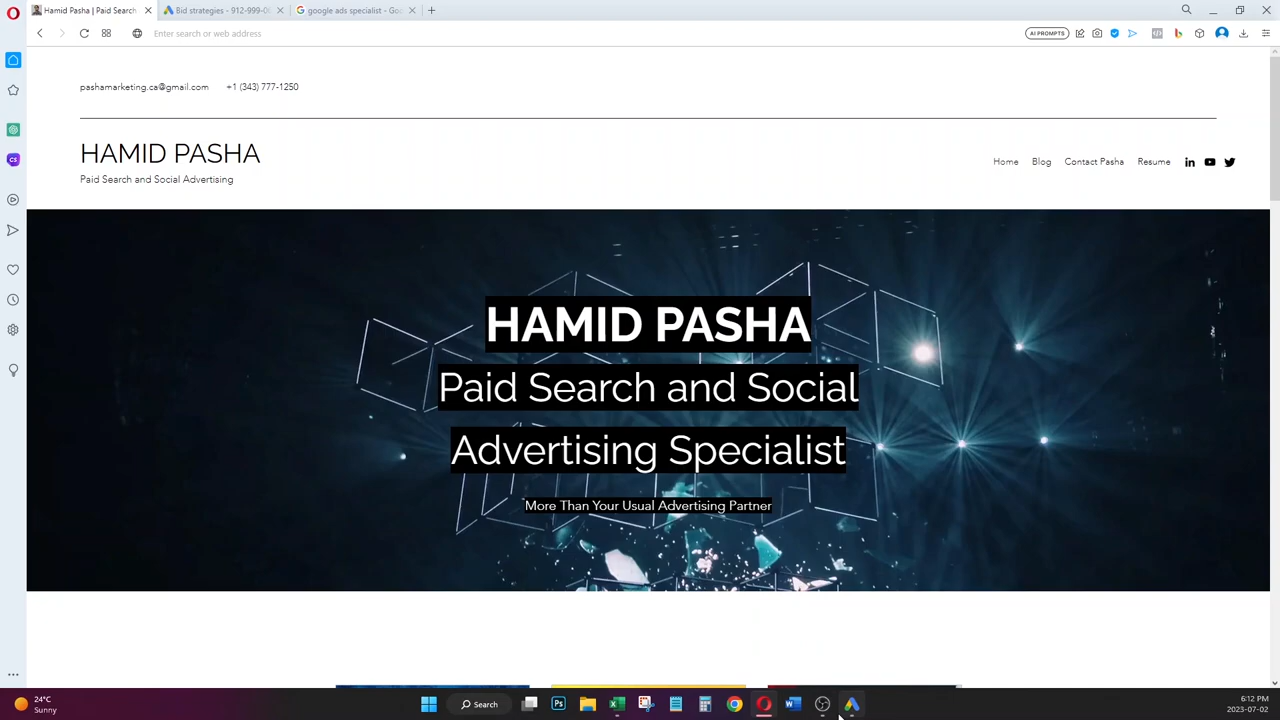 Hamid Pasha | Paid Search
Bid strategies - 912-999-0
google ads specialist - Goo
Enter search or web address
AI PROMPTS
pashamarketing.ca@gmail.com +1 (343) 777-1250
HAMID PASHA
Paid Search and Social Advertising
Home Blog Contact Pasha Resume
HAMID PASHA
Paid Search and Social
Advertising Specialist
More Than Your Usual Advertising Partner
24°C
Sunny
Search
6:12 PM
2023-07-02